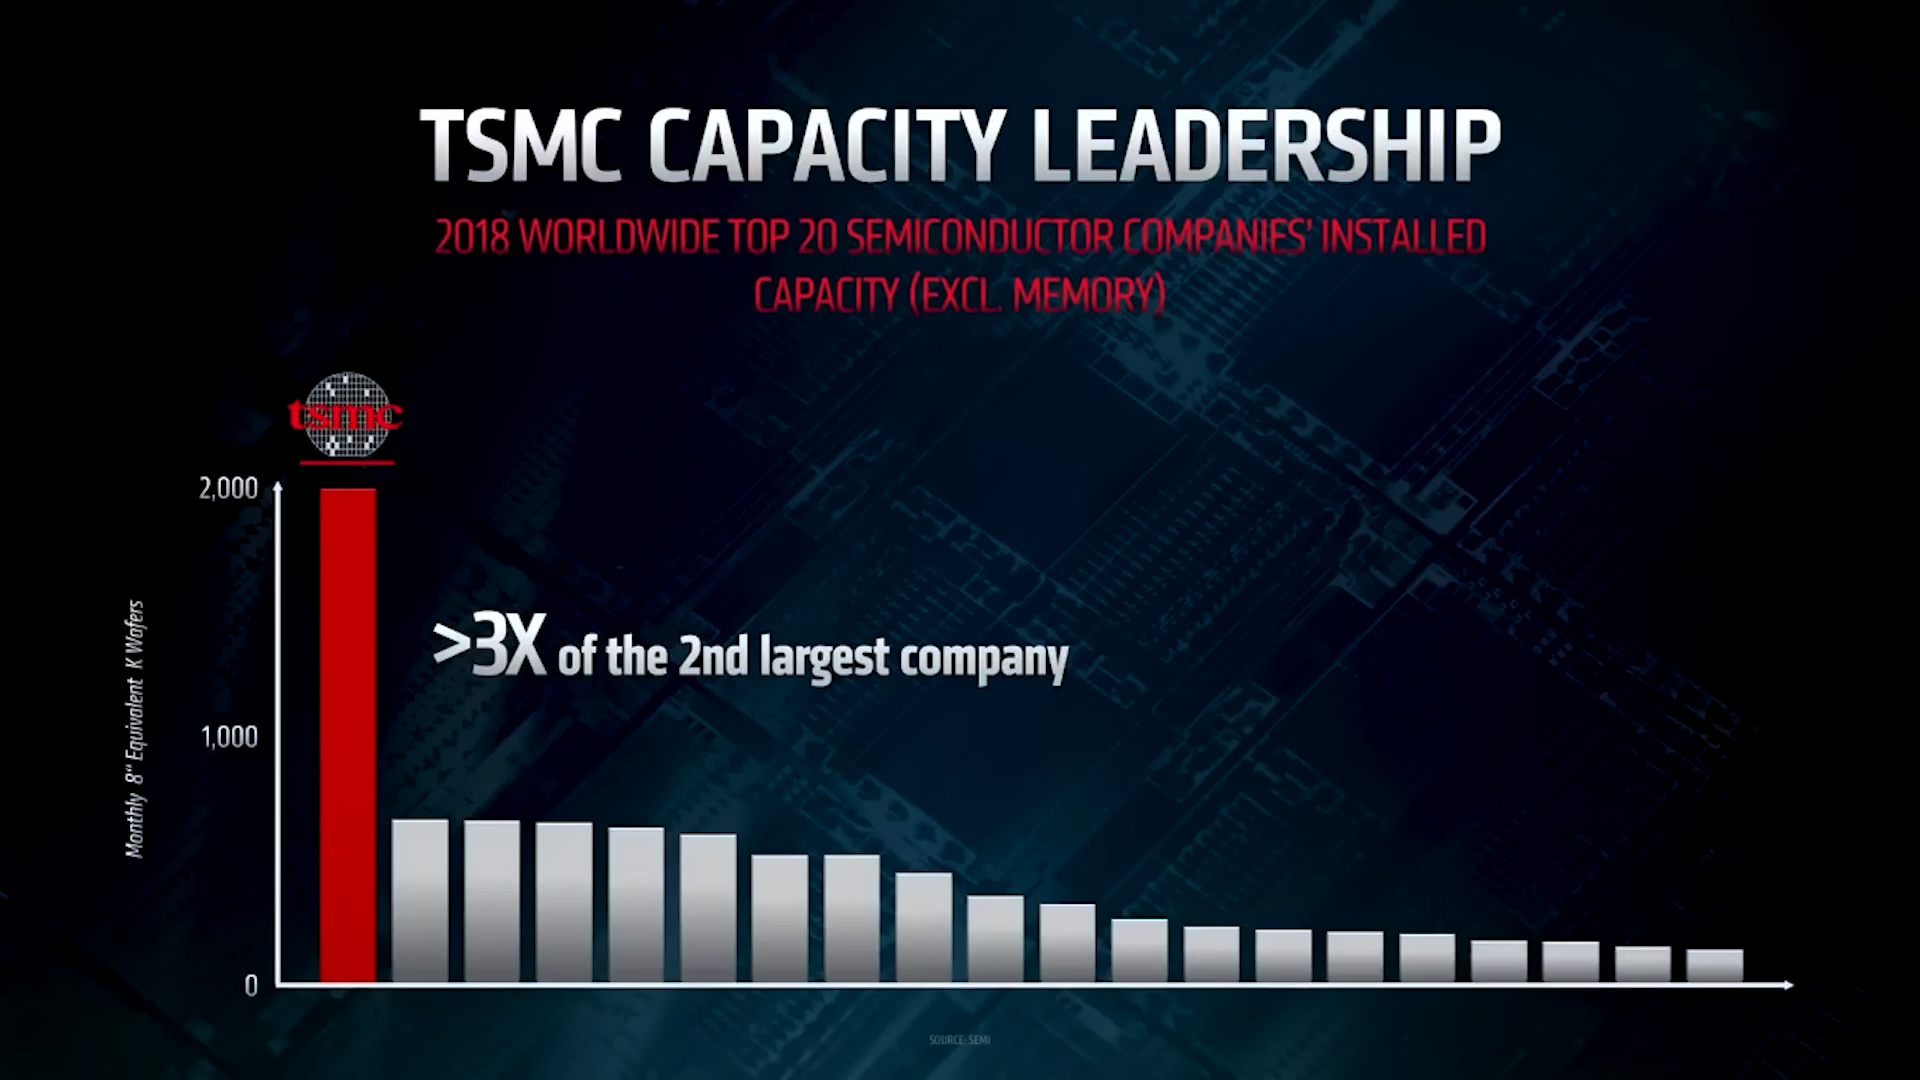 TSMC CAPACITY LEADERSHIP
2018 WORLDWIDE TOP 20 SEMICONDUCTOR COMPANIES' INSTALLED
CAPACITY (EXCL. MEMORY)
tsmc
2,000
>3X of the 2nd largest company
1,000
0
Monthly 8" Equivalent K Wafers
SOURCE: SEMI